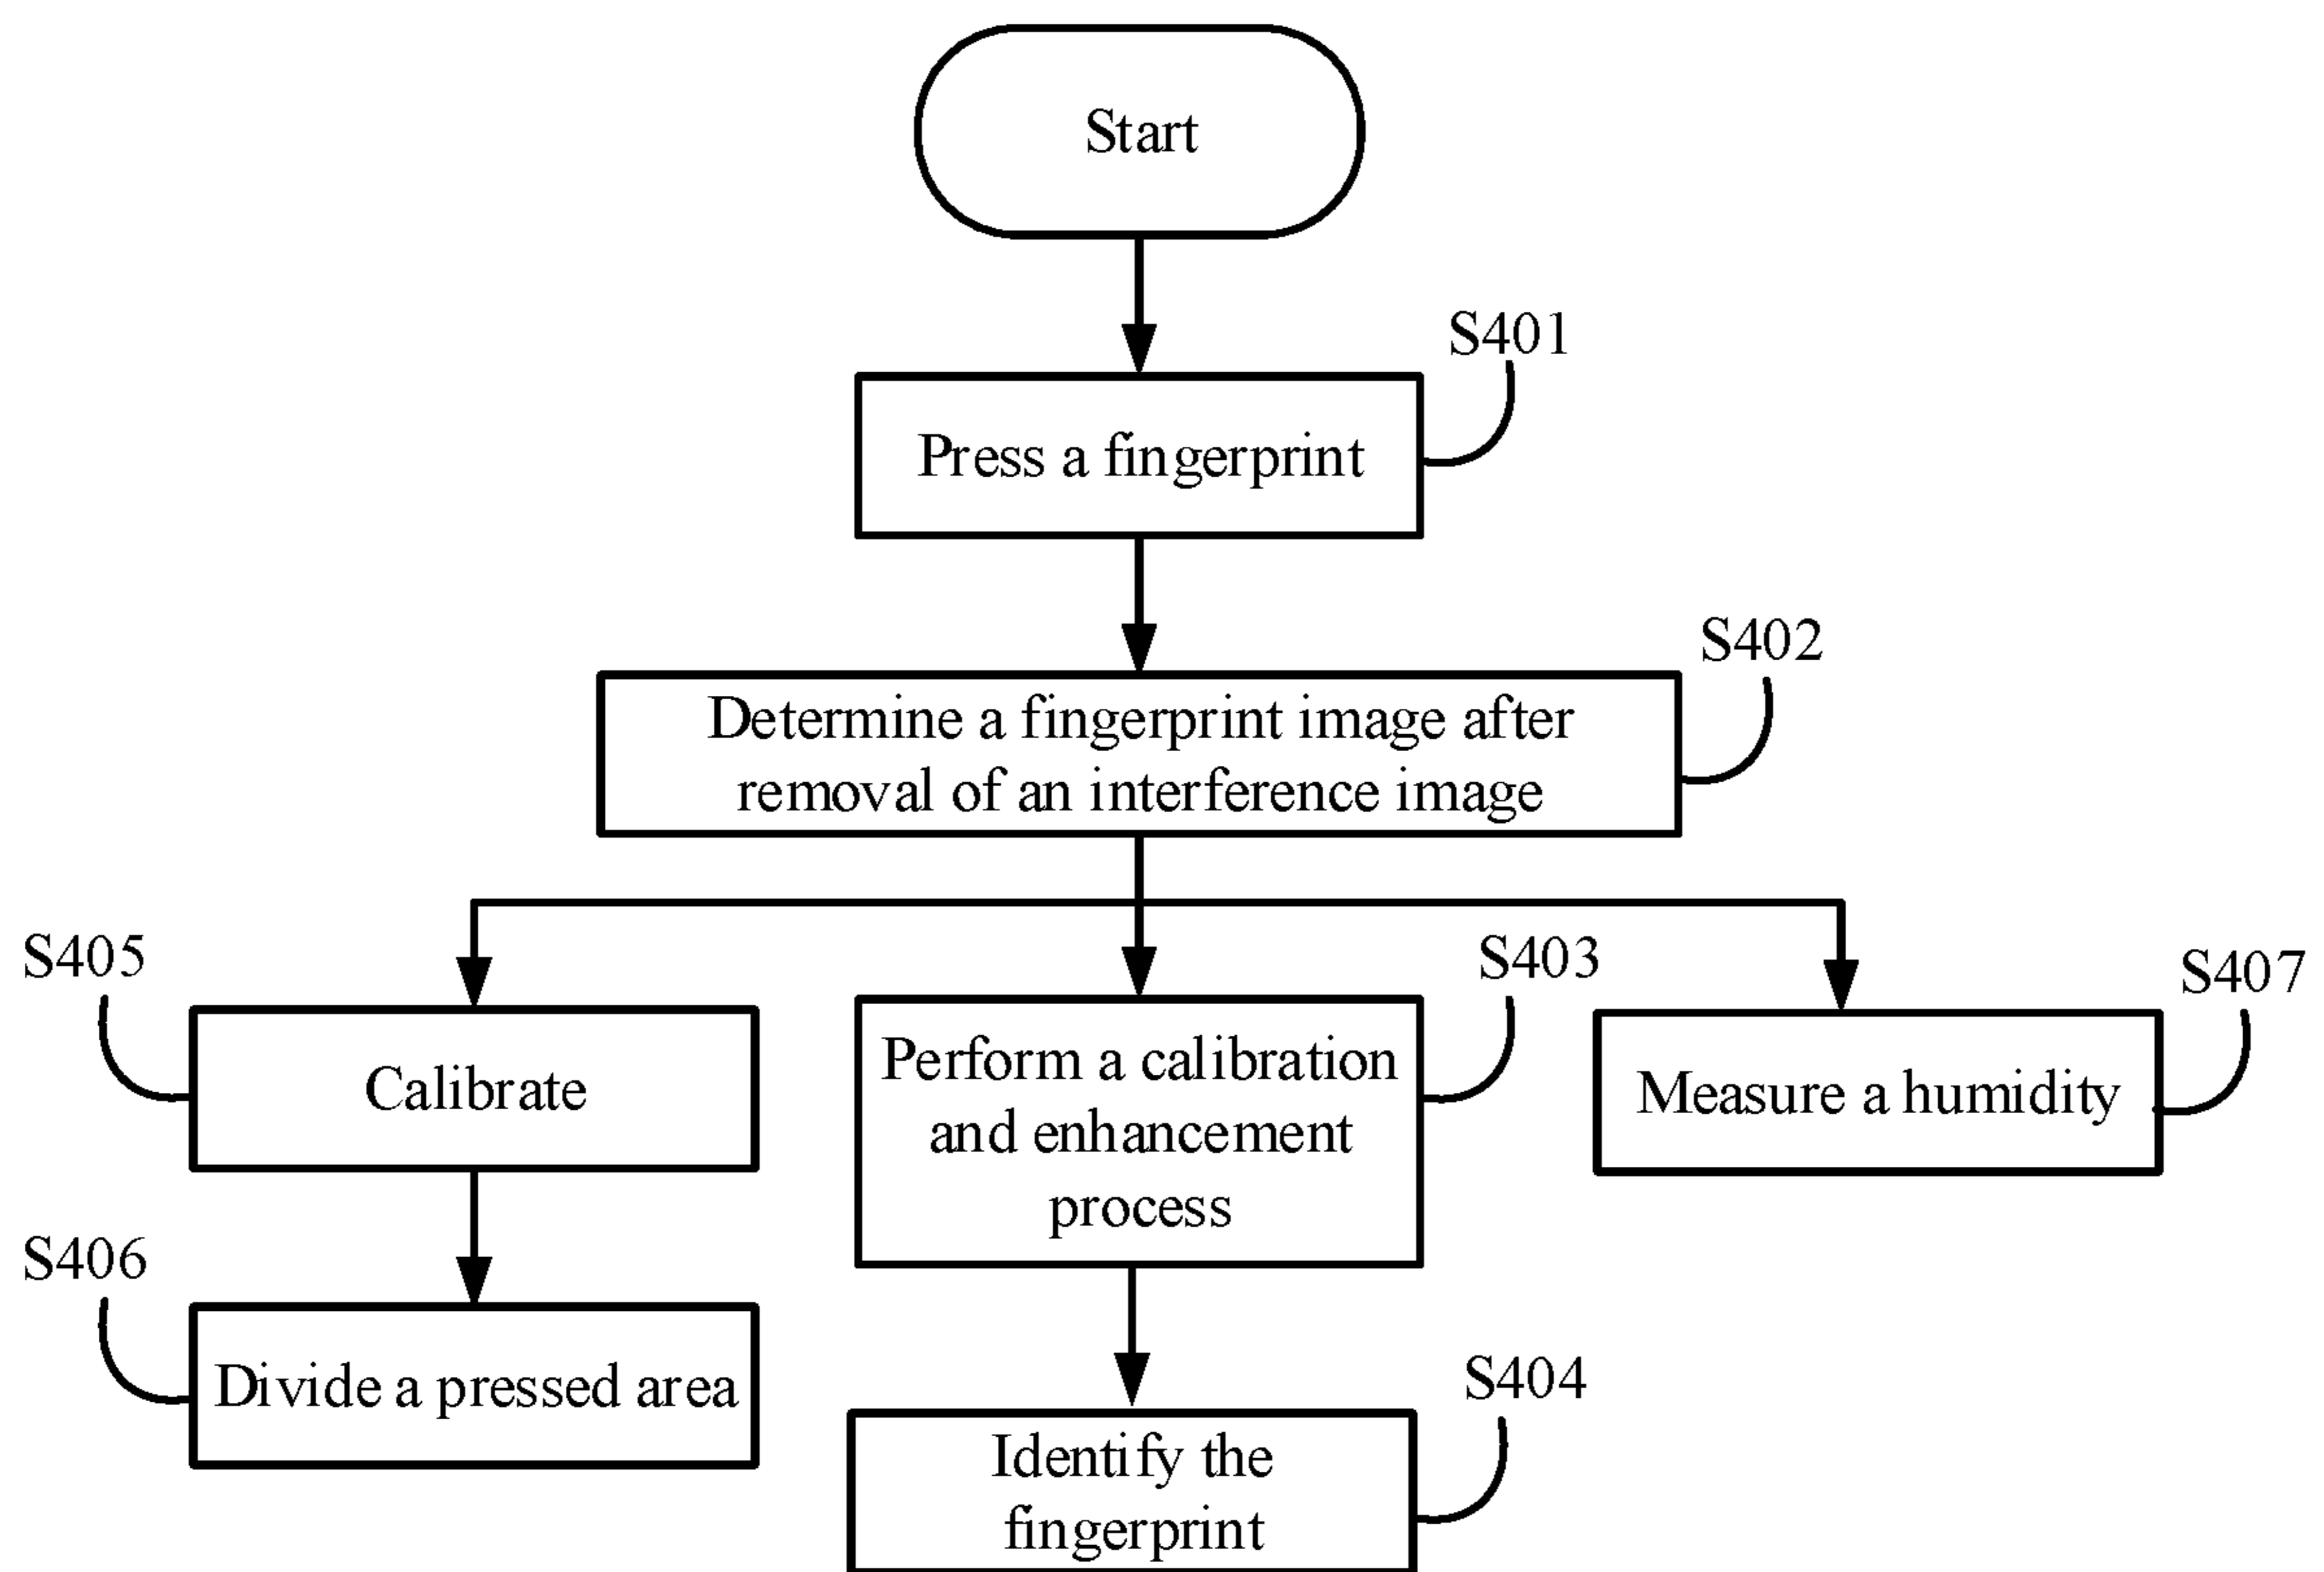 Start
S401
Press a fingerprint
S402
Determine a fingerprint image after
removal of an interference image
S405
S403
S407
Calibrate
Perform a calibration
and enhancement
process
Measure a humidity
S406
Divide a pressed area
S404
Identify the
fingerprint